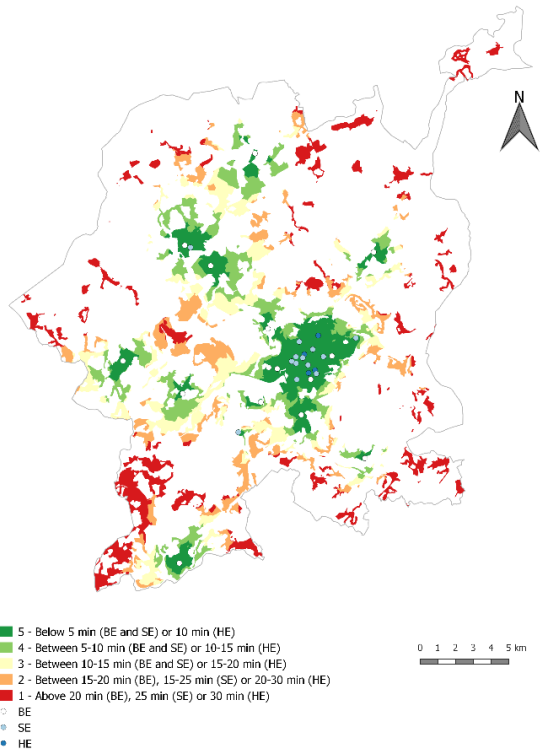 N
5 - Below 5 min (BE and SE) or 10 min (HE)
4 - Between 5-10 min (BE and SE) or 10-15 min (HE)
3 - Between 10-15 min (BE and SE) or 15-20 min (HE)
2 - Between 15-20 min (BE), 15-25 min (SE) or 20-30 min (HE)
1 - Above 20 min (BE), 25 min (SE) or 30 min (HE)
BE
SE
HE
0 1 2 3 4 5 km